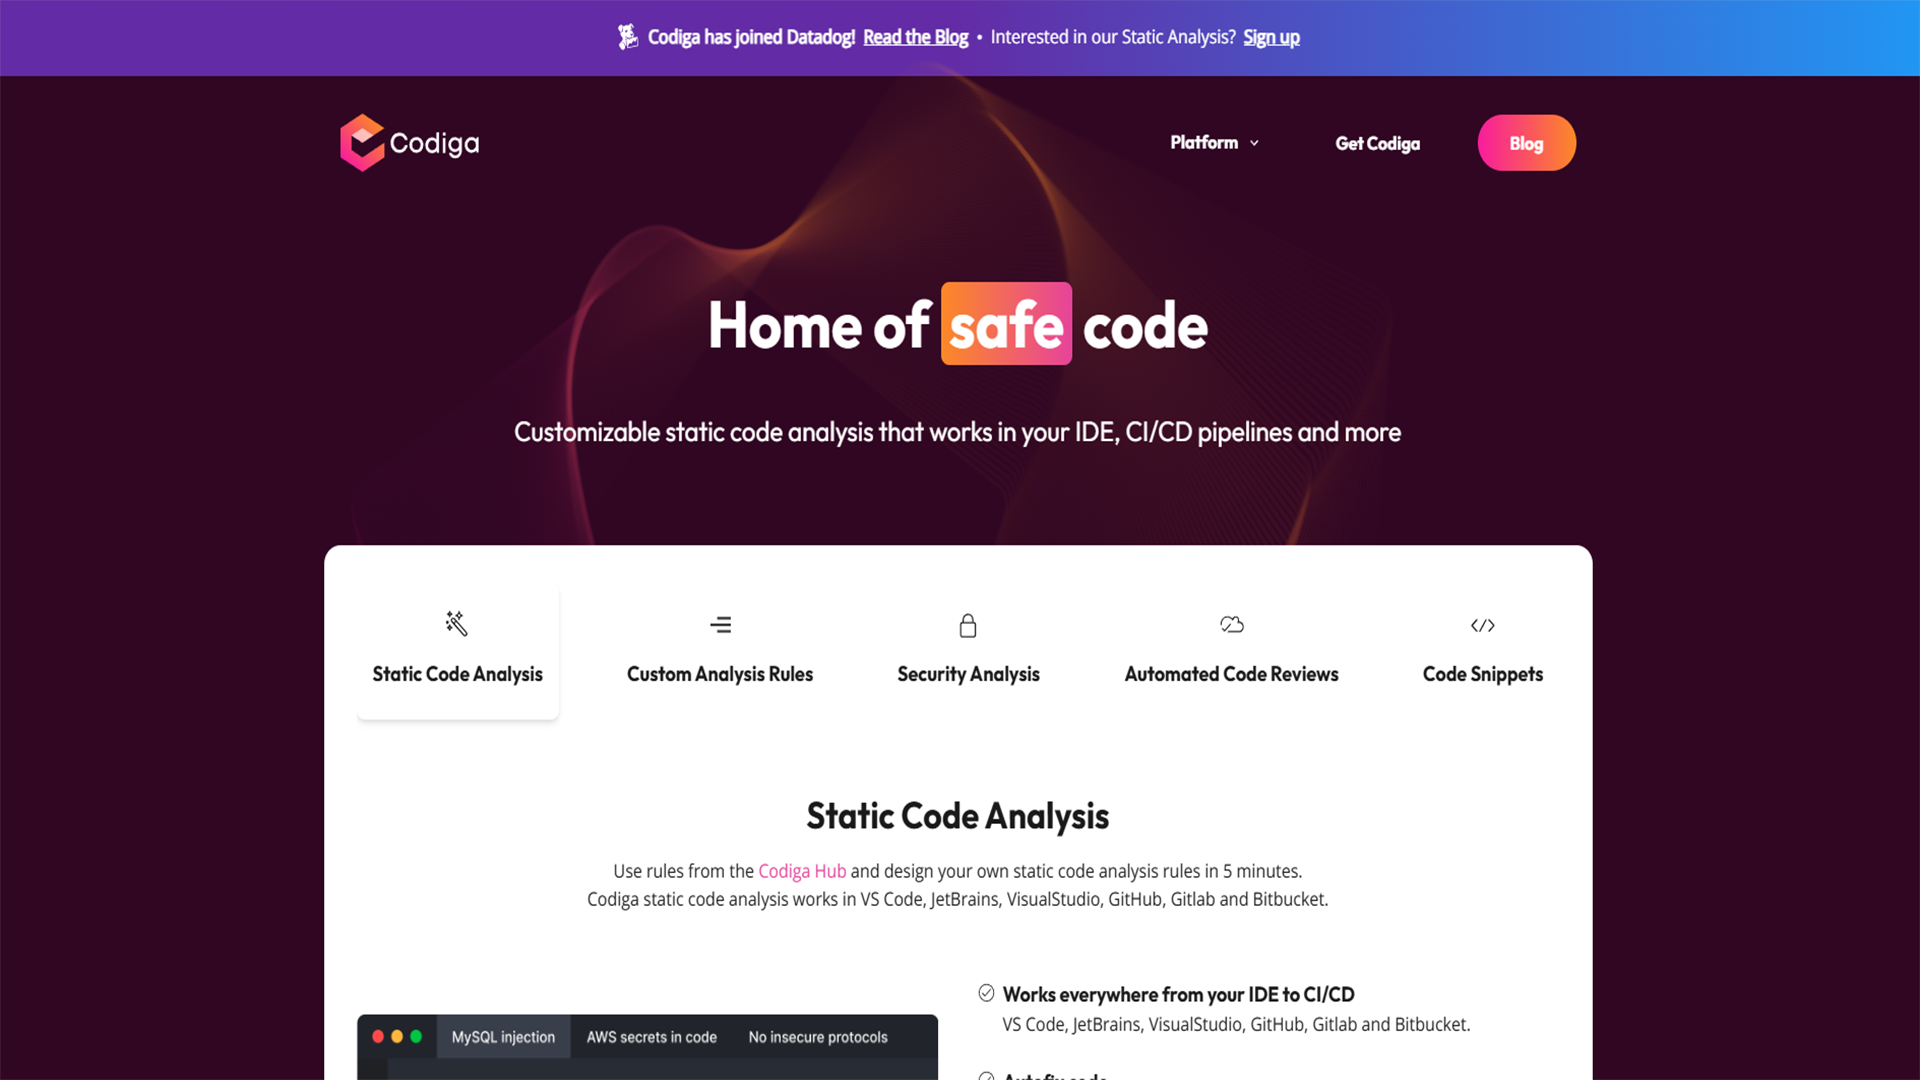 Codiga has joined Datadog! Read the Blog • Interested in our Static Analysis? Sign up
Codiga
Platform
Get Codiga
Blog
Home of safe code
Customizable static code analysis that works in your IDE, CI/CD pipelines and more
Static Code Analysis
Custom Analysis Rules
Security Analysis
Automated Code Reviews
Code Snippets
Static Code Analysis
Use rules from the Codiga Hub and design your own static code analysis rules in 5 minutes.
Codiga static code analysis works in VS Code, JetBrains, VisualStudio, GitHub, Gitlab and Bitbucket.
Works everywhere from your IDE to CI/CD
VS Code, JetBrains, VisualStudio, GitHub, Gitlab and Bitbucket.
MySQL injection
AWS secrets in code
No insecure protocols
Autofix code